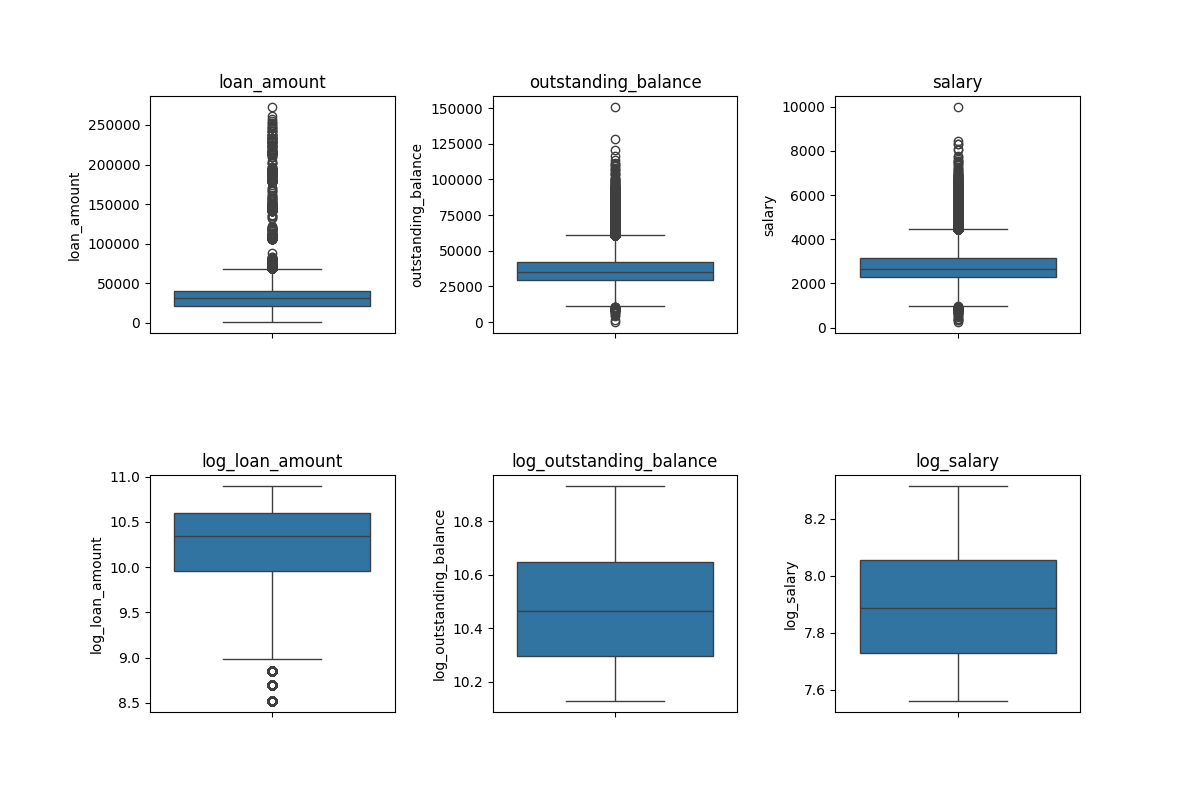 loan_amount
outstanding_balance
salary
loan_amount
250000
200000
150000
100000
50000
0
outstanding_balance
150000
125000
100000
75000
50000
25000
0
salary
10000
8000
6000
4000
2000
0
log_loan_amount
log_outstanding_balance
log_salary
log_loan_amount
11.0
10.5
10.0
9.5
9.0
8.5
log_outstanding_balance
10.8
10.6
10.4
10.2
log_salary
8.2
8.0
7.8
7.6